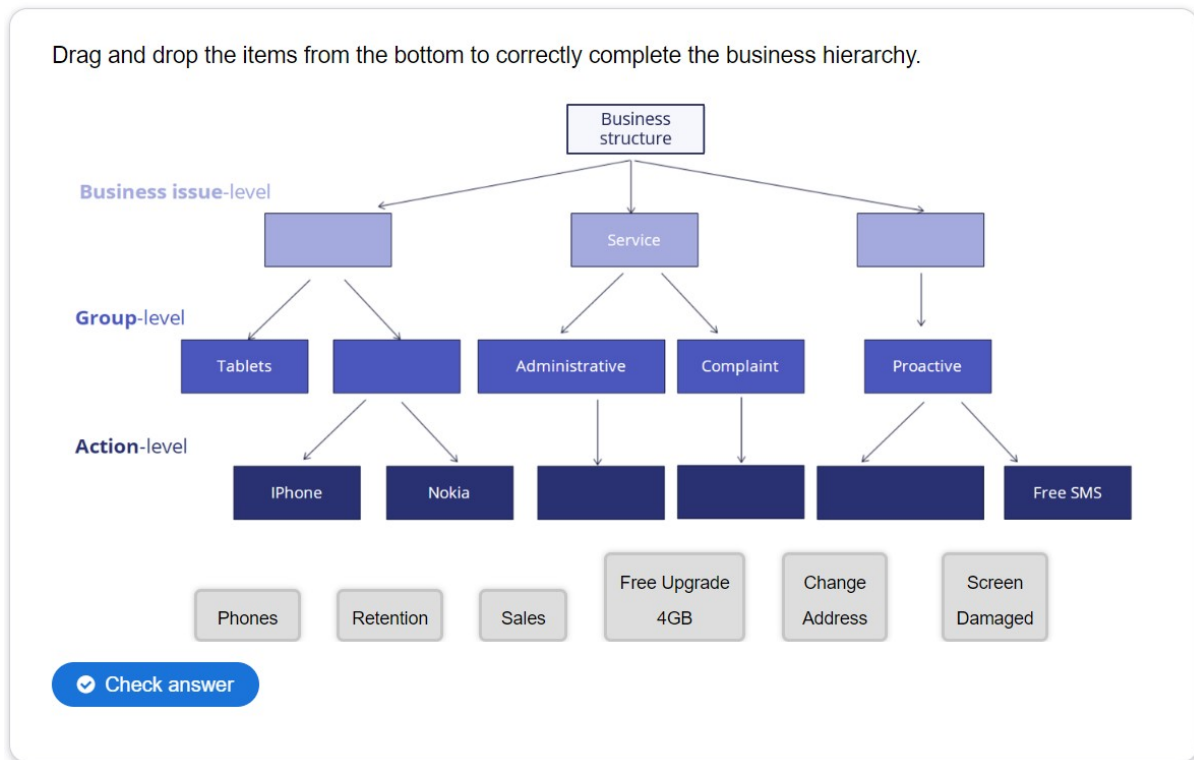 Drag and drop the items from the bottom to correctly complete the business hierarchy.
Business
structure
Business issue-level
Service
Group-level
Tablets
Administrative
Complaint
Proactive
Action-level
IPhone
Nokia
Free SMS
Phones
Retention
Sales
Free Upgrade
4GB
Change
Address
Screen
Damaged
Check answer